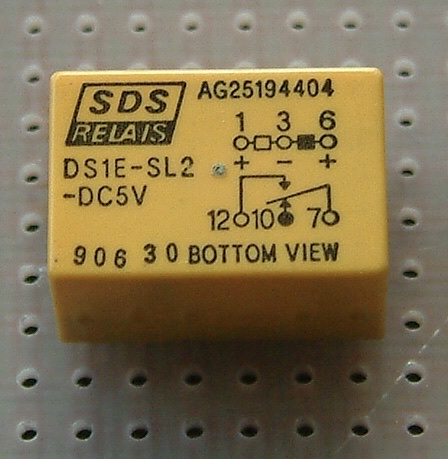 SDS
RELAIS
AG25194404
1 3 6
+ − +
DS1E-SL2
-DC5V
12 10 7
906 30 BOTTOM VIEW